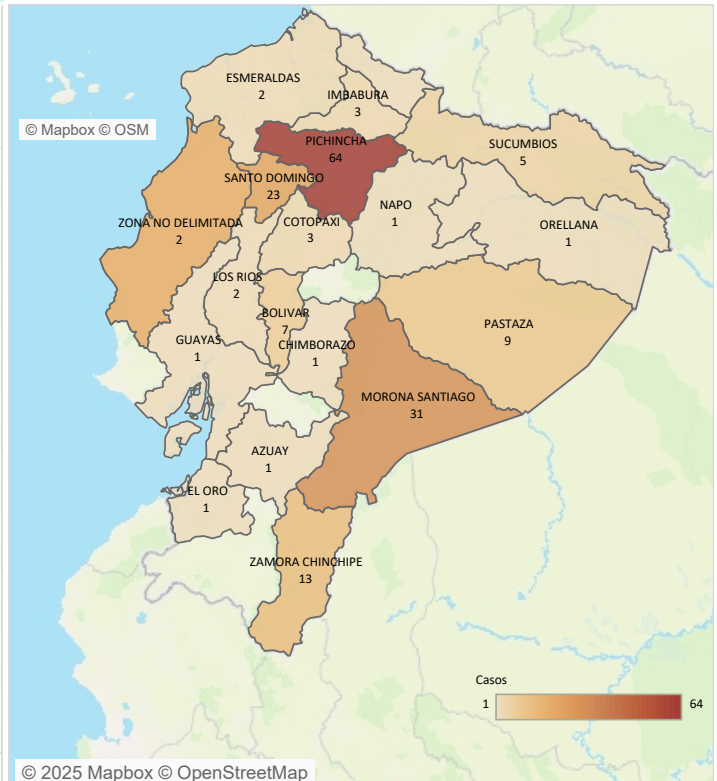 ESMERALDAS
2
IMBABURA
3
© Mapbox © OSM
PICHINCHA
64
SUCUMBIOS
5
SANTO DOMINGO
23
NAPO
1
ZONA NO DELIMITADA
2
COTOPAXI
3
ORELLANA
1
LOS RIOS
2
BOLIVAR
7
PASTAZA
9
GUAYAS
1
CHIMBORAZO
1
MORONA SANTIAGO
31
AZUAY
1
EL ORO
1
ZAMORA CHINCHIPE
13
Casos
1 64
© 2025 Mapbox © OpenStreetMap